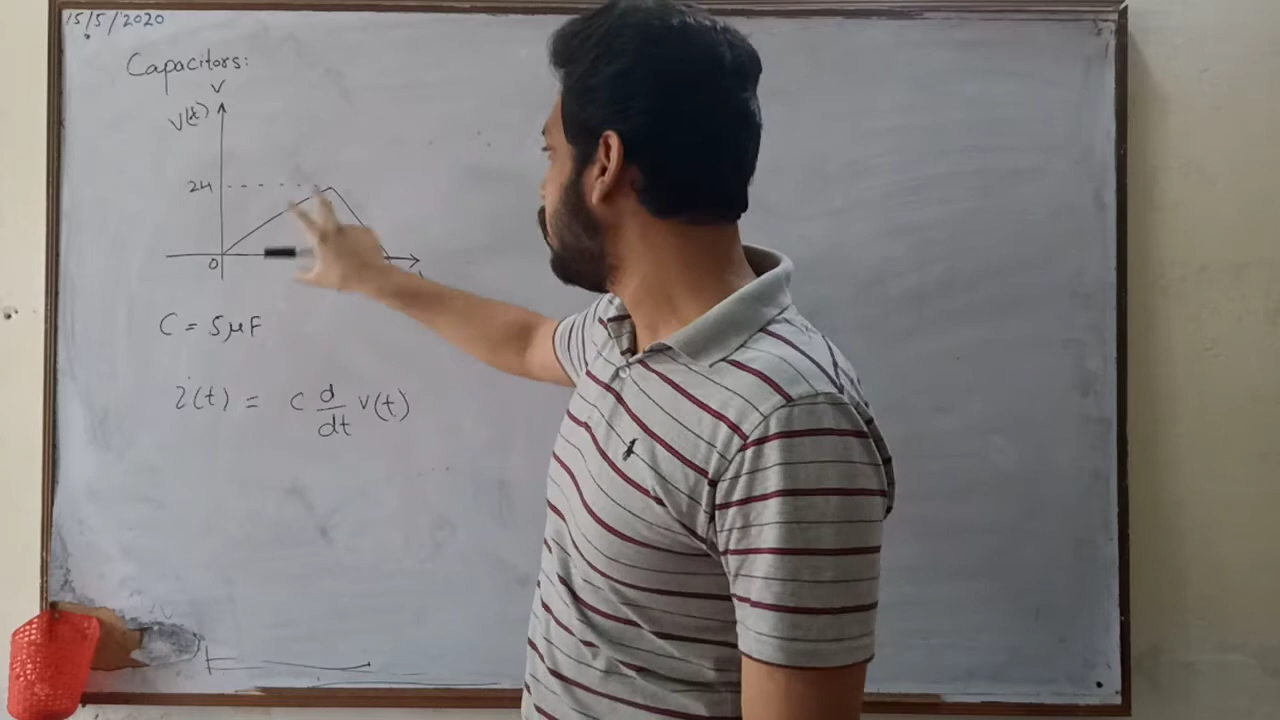 15/5/2020
Capacitors:
V
V(t)
24
0
C = 5μF
i(t) = C d/dt V(t)